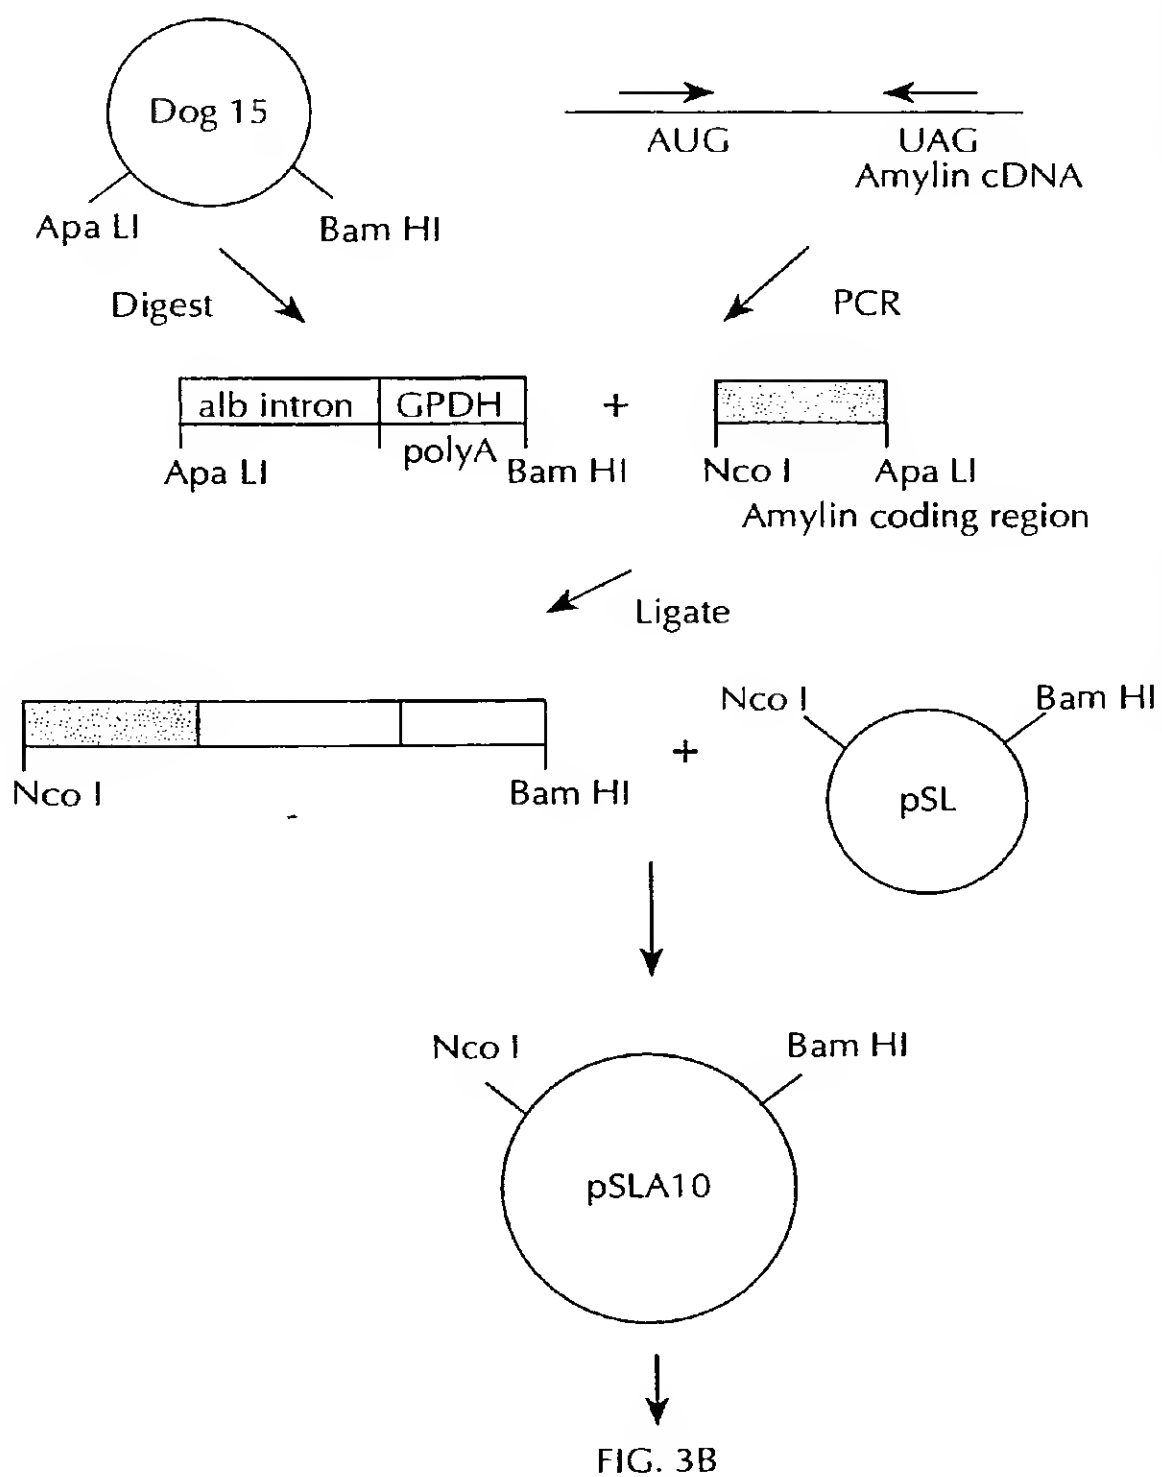 Dog 15
AUG
UAG
Amylin cDNA
Apa LI
Bam HI
Digest
PCR
alb intron
GPDH
+
polyA
Apa LI
Bam HI
Nco I
Apa LI
Amylin coding region
Ligate
Nco I
Bam HI
+
Nco I
Bam HI
pSL
Nco I
Bam HI
pSLA10
FIG. 3B